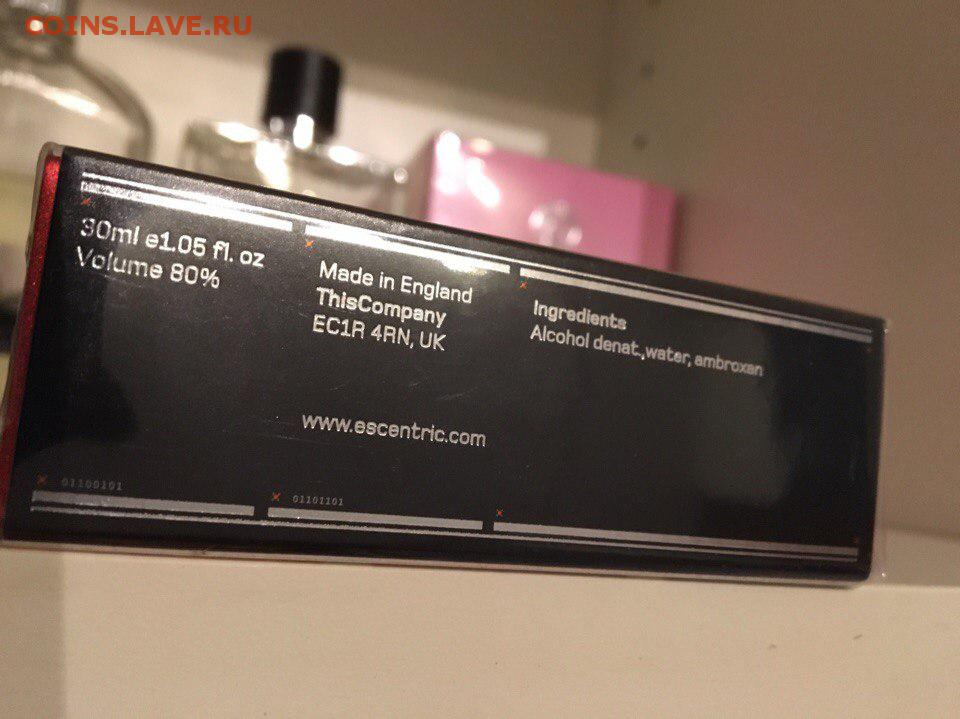 COINS.LAVE.RU
30ml e1.05 fl. oz
Volume 80%
Made in England
ThisCompany
EC1R 4RN, UK
www.escentric.com
Ingredients
Alcohol denat.,water, ambroxan
01100101
01101101